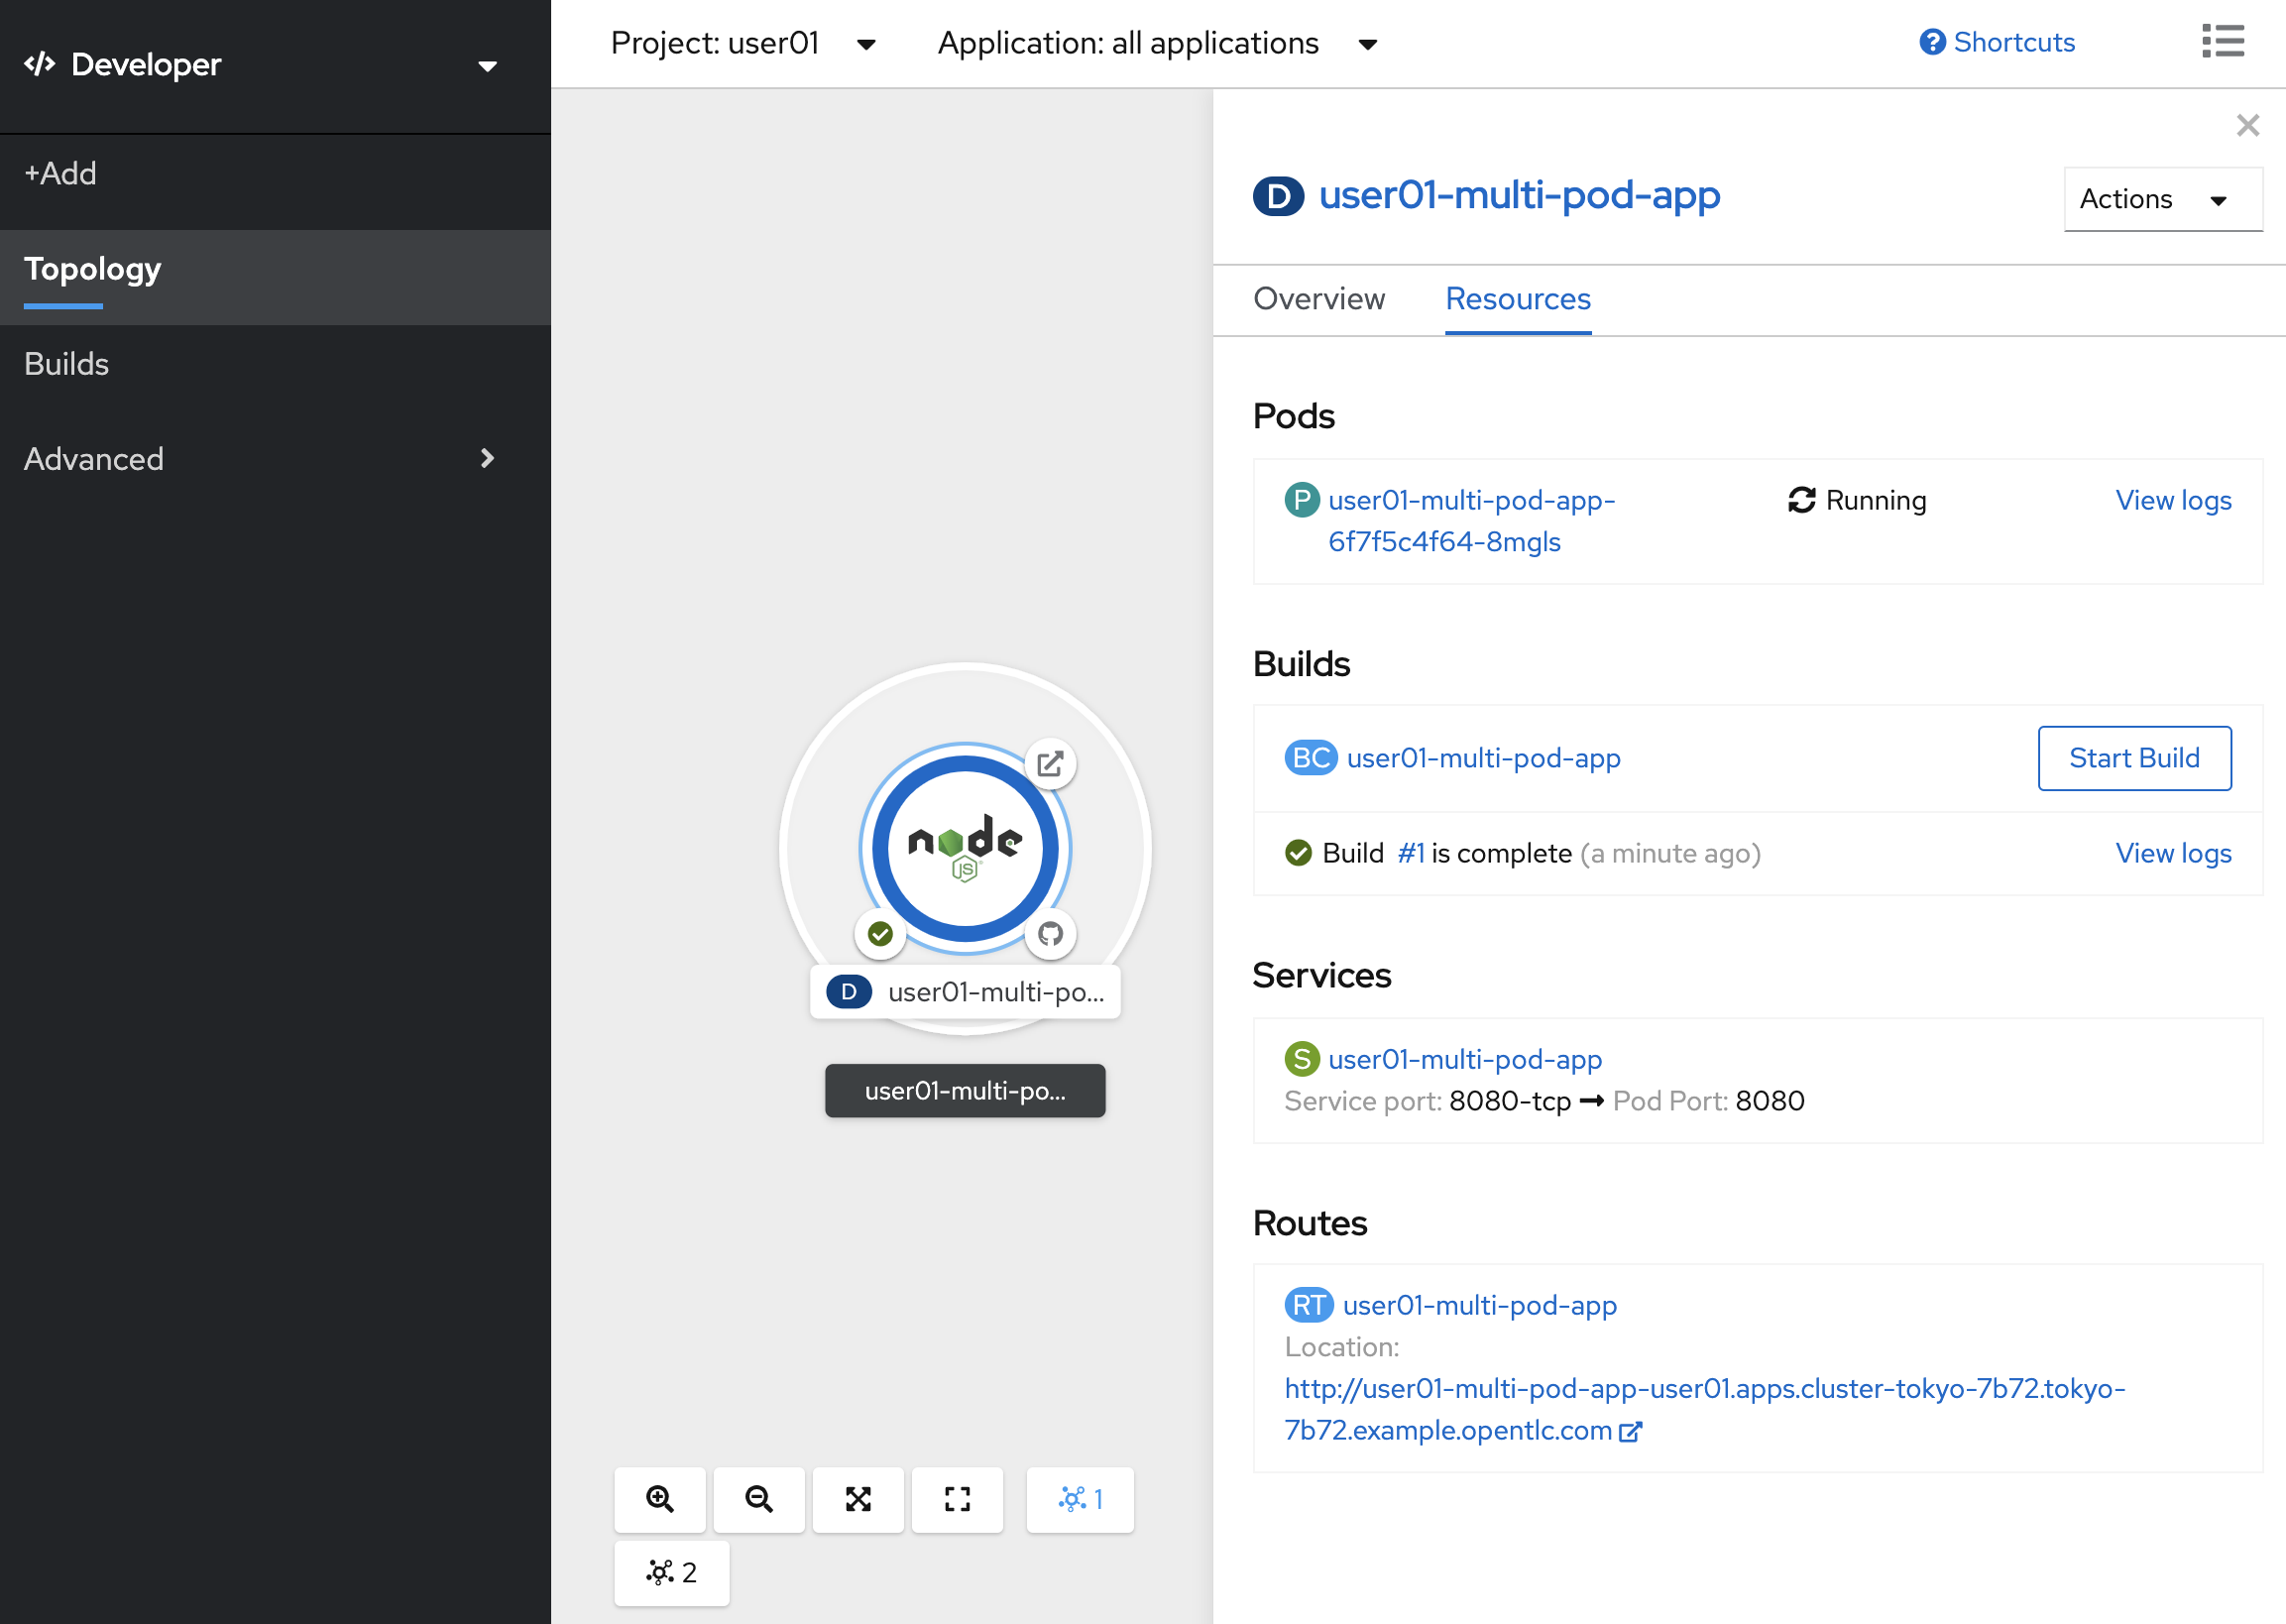 Developer
+Add
Topology
Builds
Advanced
Project: user01
Application: all applications
Shortcuts
node
JS
D user01-multi-po...
user01-multi-po...
1
2
D user01-multi-pod-app
Actions
Overview
Resources
Pods
P user01-multi-pod-app-
6f7f5c4f64-8mgls
Running
View logs
Builds
BC user01-multi-pod-app
Start Build
Build #1 is complete (a minute ago)
View logs
Services
S user01-multi-pod-app
Service port: 8080-tcp → Pod Port: 8080
Routes
RT user01-multi-pod-app
Location:
http://user01-multi-pod-app-user01.apps.cluster-tokyo-7b72.tokyo-
7b72.example.opentlc.com